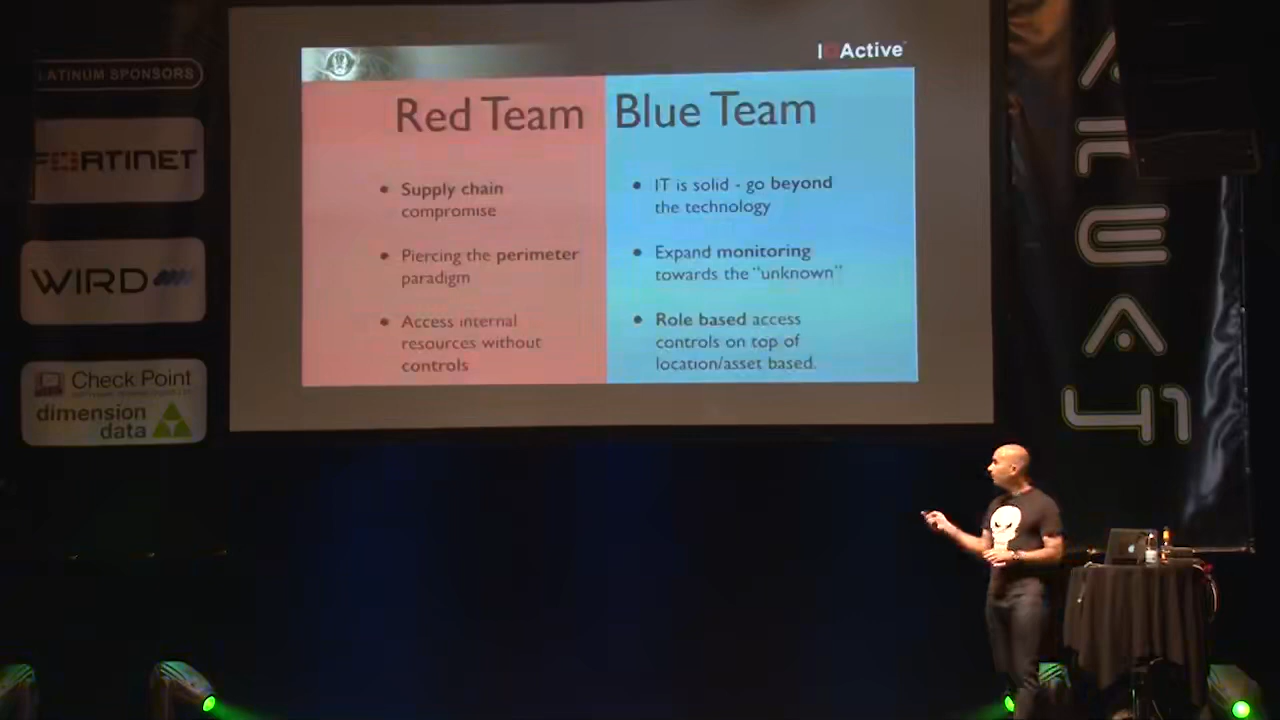 LATINUM SPONSORS
FORTINET
WIRD
Check Point
dimension
data
IOActive
Red Team
Supply chain
compromise
Piercing the perimeter
paradigm
Access internal
resources without
controls
Blue Team
IT is solid - go beyond
the technology
Expand monitoring
towards the "unknown"
Role based access
controls on top of
location/asset based.
AREA
41